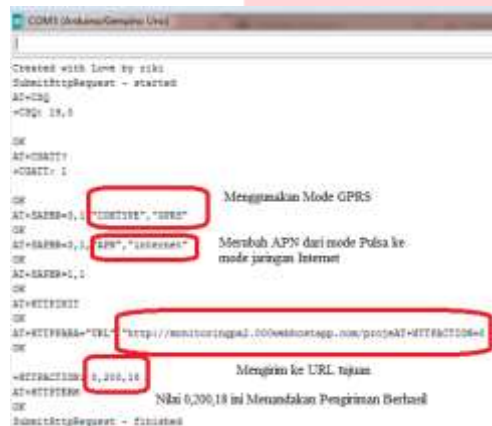 COM3 (Arduino/Genuino Uno)
Created with Love by riki
SubmitHttpRequest - started
AT+CSQ
+CSQ: 19,0
OK
AT+CGATT?
+CGATT: 1
OK
AT+SAPBR=3,1,"CONTYPE","GPRS"
Menggunakan Mode GPRS
OK
AT+SAPBR=3,1,"APN","internet"
Merubah APN dari mode Pulsa ke
mode jaringan Internet
OK
AT+SAPBR=1,1
OK
AT+HTTPINIT
OK
AT+HTTPPARA="URL","http://monitoringpa2.000webhostapp.com/projeAT+HTTPACTION=0
OK
Mengirim ke URL tujuan
+HTTPACTION: 0,200,18
AT+HTTPTERM
Nilai 0,200,18 ini Menandakan Pengiriman Berhasil
OK
SubmitHttpRequest - finished